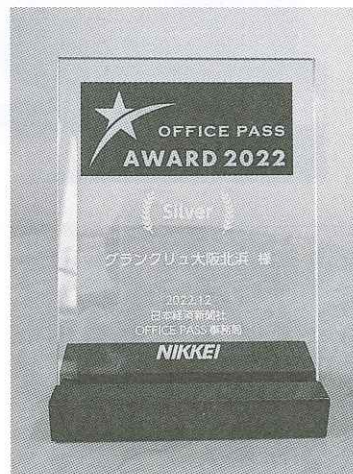 OFFICE PASS
AWARD 2022
Silver
グランクリュ大阪北浜 様
2022.12
日本経済新聞社
OFFICE PASS 事務局
NIKKEI